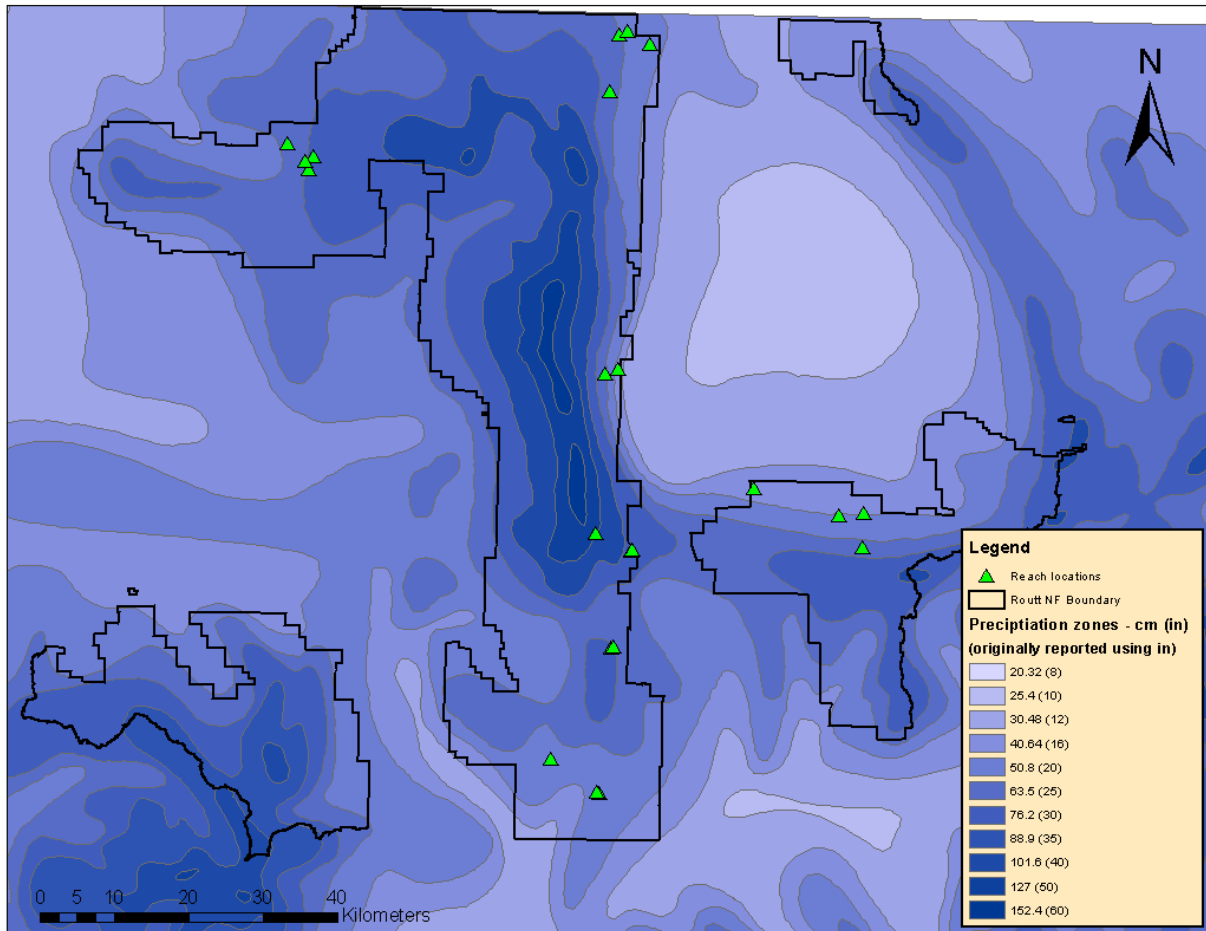 N
Legend
Reach locations
Routt NF Boundary
Preciptiation zones - cm (in)
(originally reported using in)
20.32 (8)
25.4 (10)
30.48 (12)
40.64 (16)
50.8 (20)
63.5 (25)
76.2 (30)
88.9 (35)
101.6 (40)
127 (50)
152.4 (60)
0 5 10 20 30 40
Kilometers